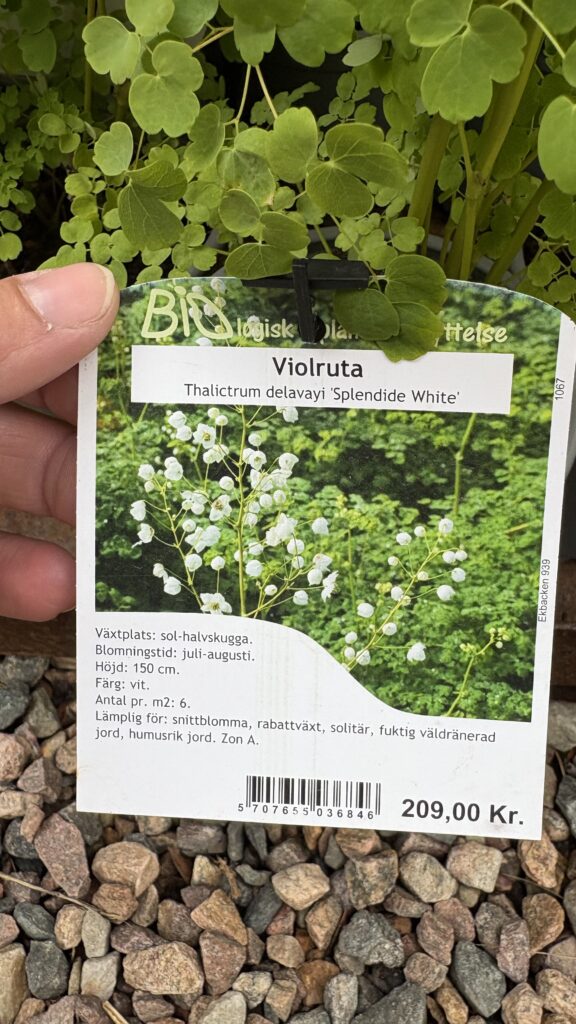 BiOlogisk
Violruta
Thalictrum delavayi 'Splendide White'
1067
Ekbacken 939
Växtplats: sol-halvskugga.
Blomningstid: juli-augusti.
Höjd: 150 cm.
Färg: vit.
Antal pr. m2: 6.
Lämplig för: snittblomma, rabattväxt, solitär, fuktig väldränerad
jord, humusrik jord. Zon A.
5 707655 036846
209,00 Kr.